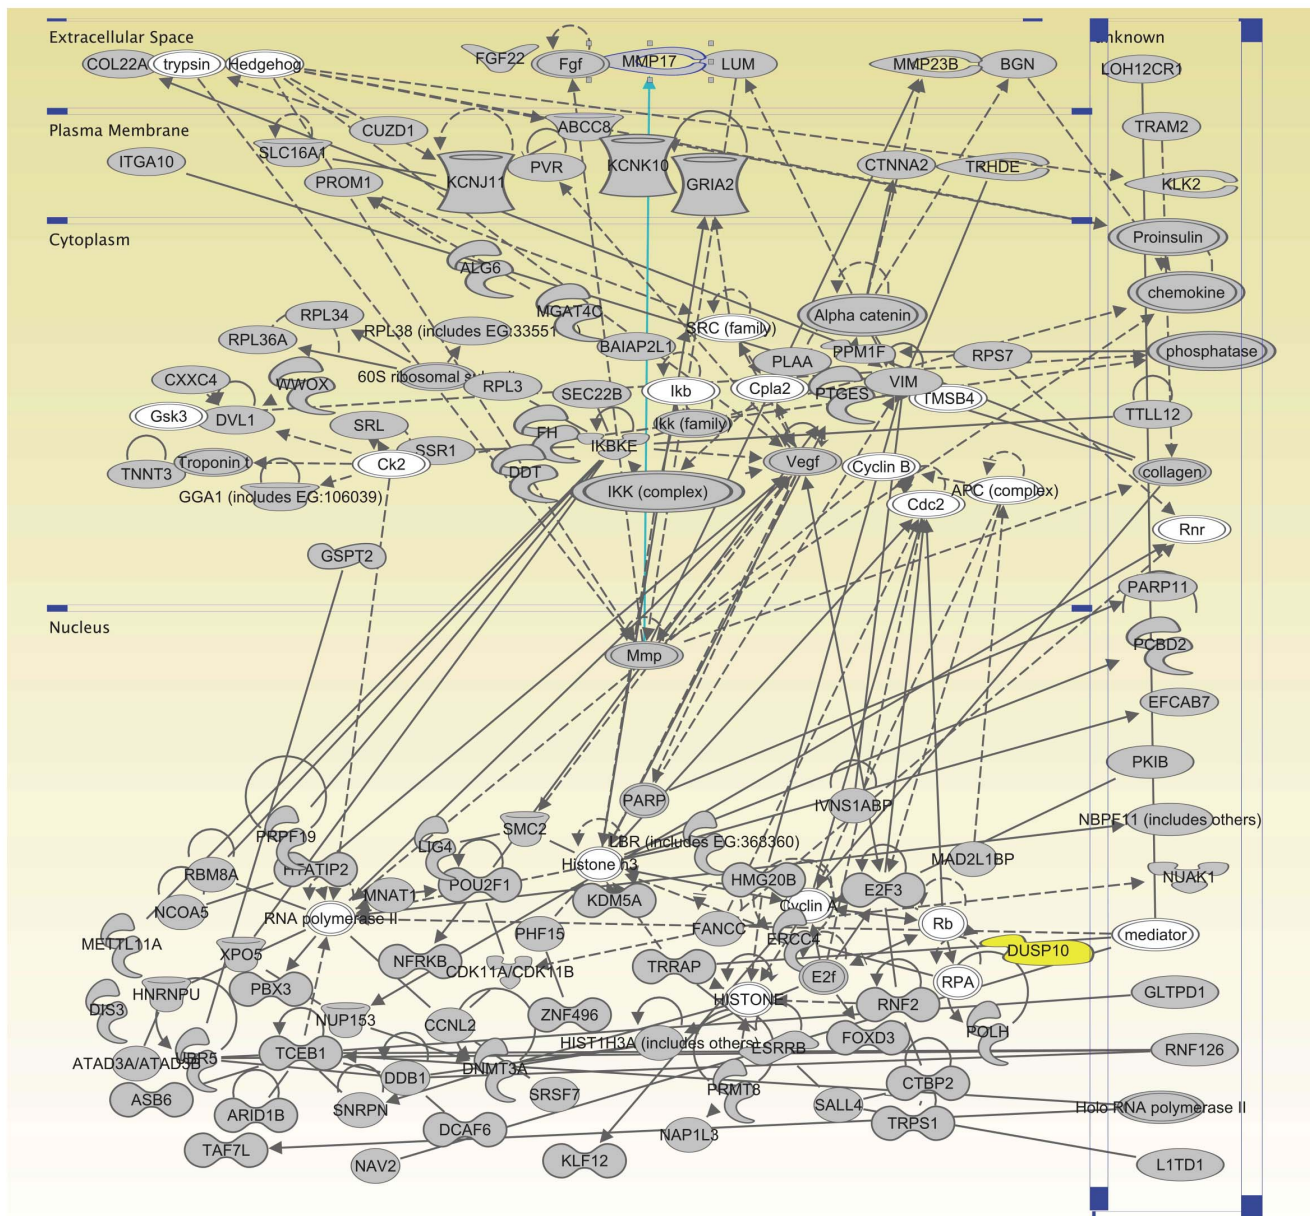 Extracellular Space
unknown
COL22A
trypsin
Hedgehog
FGF22
Fgf
MMP17
LUM
MMP23B
BGN
LOH12CR1
Plasma Membrane
CUZD1
ABCC8
TRAM2
ITGA10
SLC16A1
PROM1
KCNJ11
PVR
KCNK10
GRIA2
CTNNA2
TRHDE
KLK2
Cytoplasm
Proinsulin
ALG6
MGAT4C
chemokine
RPL34
RPL38 (includes EG:33551
SRC (family)
Alpha catenin
RPL36A
BAIAP2L1
PLAA
PPM1F
RPS7
phosphatase
CXXC4
WWOX
60S ribosomal su
RPL3
SEC22B
Ikb
Cpla2
PTGES
VIM
TMSB4
Gsk3
DVL1
SRL
SSR1
FH
IKBKE
Ikk (family)
TTLL12
TNNT3
Troponin t
Ck2
DDT
Vegf
Cyclin B
collagen
GGA1 (includes EG:106039)
IKK (complex)
Cdc2
APC (complex)
Rnr
GSPT2
PARP11
Nucleus
Mmp
PCBD2
EFCAB7
PKIB
PARP
IVNS1ABP
NBPF11 (includes others)
PRPF19
LIG4
SMC2
LBR (includes EG:368360)
RBM8A
HTATIP2
MNAT1
POU2F1
Histone h3
HMG20B
E2F3
MAD2L1BP
NUAK1
NCOA5
RNA polymerase II
KDM5A
Cyclin A
Rb
METTL11A
XPO5
PHF15
FANCC
ERCC4
mediator
NFRKB
CDK11A/CDK11B
TRRAP
E2f
DUSP10
HNRNPU
PBX3
HISTONE
RNF2
RPA
GLTPD1
DIS3
NUP153
CCNL2
ZNF496
HIST1H3A (includes others)
FOXD3
POLH
ATAD3A/ATAD3B
UBR5
TCEB1
DDB1
DNMT3A
ESRRB
RNF126
ASB6
ARID1B
SNRPN
SRSF7
PRMT8
CTBP2
SALL4
Holo RNA polymerase II
TAF7L
DCAF6
NAP1L3
TRPS1
NAV2
KLF12
L1TD1